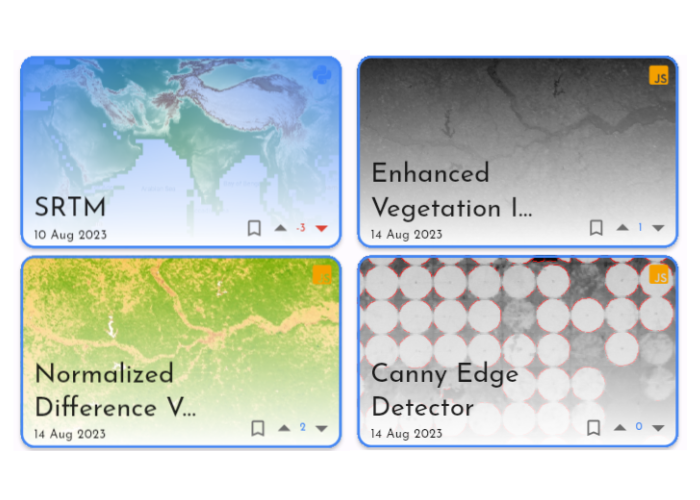 SRTM
10 Aug 2023
-3
JS
Enhanced
Vegetation I...
14 Aug 2023
1
Normalized
Difference V...
14 Aug 2023
2
JS
Canny Edge
Detector
14 Aug 2023
0